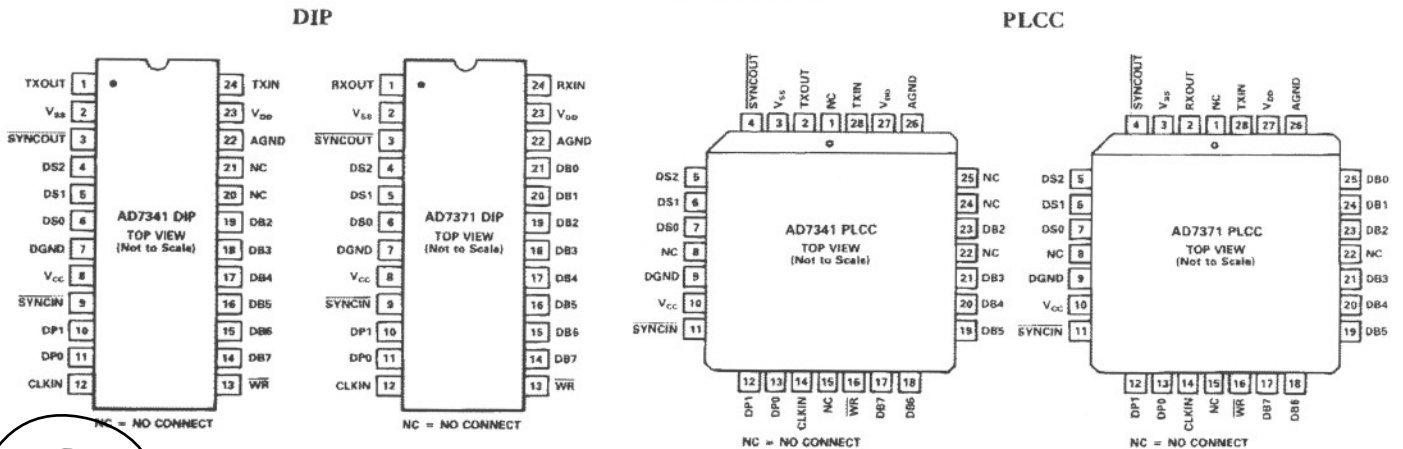 DIP
PLCC
TXOUT 1
V_SS 2
SYNCOUT 3
DS2 4
DS1 5
DS0 6
DGND 7
V_CC 8
SYNCIN 9
DP1 10
DP0 11
CLKIN 12
24 TXIN
23 V_DD
22 AGND
21 NC
20 NC
19 DB2
18 DB3
17 DB4
16 DB5
15 DB6
14 DB7
13 WR
AD7341 DIP
TOP VIEW
(Not to Scale)
NC = NO CONNECT
RXOUT 1
V_SS 2
SYNCOUT 3
DS2 4
DS1 5
DS0 6
DGND 7
V_CC 8
SYNCIN 9
DP1 10
DP0 11
CLKIN 12
24 RXIN
23 V_DD
22 AGND
21 DB0
20 DB1
19 DB2
18 DB3
17 DB4
16 DB5
15 DB6
14 DB7
13 WR
AD7371 DIP
TOP VIEW
(Not to Scale)
NC = NO CONNECT
SYNCOUT V_SS TXOUT NC TXIN V_DD AGND
4 3 2 1 28 27 26
DS2 5
DS1 6
DS0 7
NC 8
DGND 9
V_CC 10
SYNCIN 11
25 NC
24 NC
23 DB2
22 NC
21 DB3
20 DB4
19 DB5
AD7341 PLCC
TOP VIEW
(Not to Scale)
12 13 14 15 16 17 18
DP1 DP0 CLKIN NC WR DB7 DB6
NC = NO CONNECT
SYNCOUT V_SS RXOUT NC TXIN V_DD AGND
4 3 2 1 28 27 26
DS2 5
DS1 6
DS0 7
NC 8
DGND 9
V_CC 10
SYNCIN 11
25 DB0
24 DB1
23 DB2
22 NC
21 DB3
20 DB4
19 DB5
AD7371 PLCC
TOP VIEW
(Not to Scale)
12 13 14 15 16 17 18
DP1 DP0 CLKIN NC WR DB7 DB6
NC = NO CONNECT